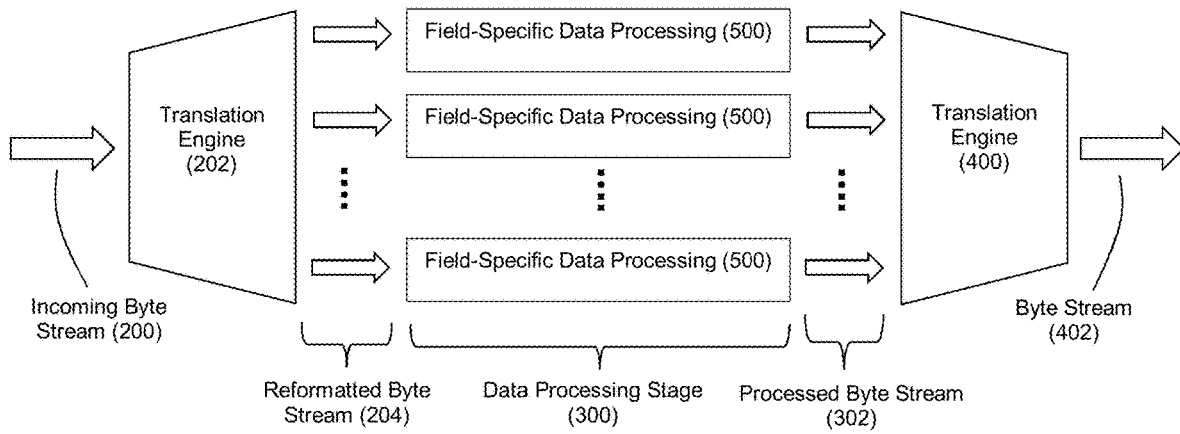 Field-Specific Data Processing (500)
Translation
Engine
(202)
Field-Specific Data Processing (500)
Translation
Engine
(400)
Field-Specific Data Processing (500)
Incoming Byte
Stream (200)
Byte Stream
(402)
Reformatted Byte
Stream (204)
Data Processing Stage
(300)
Processed Byte Stream
(302)